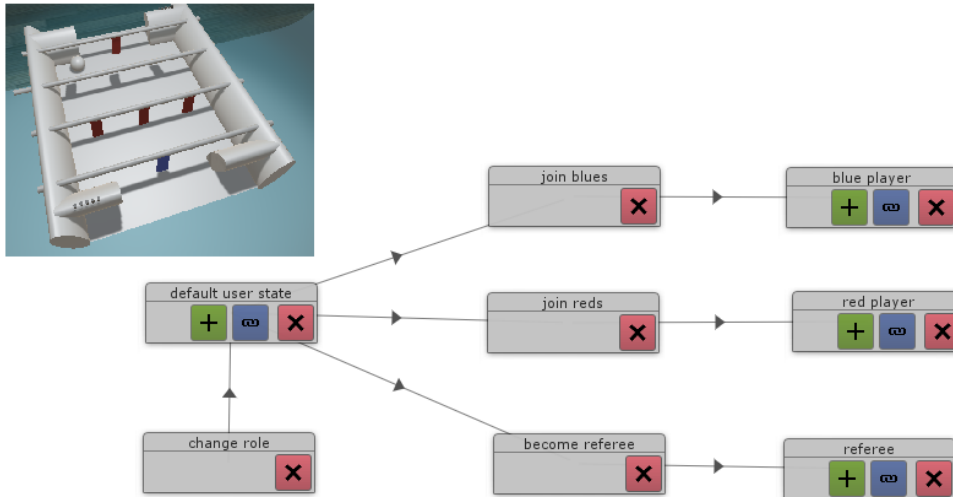 join blues
blue player
default user state
join reds
red player
change role
become referee
referee